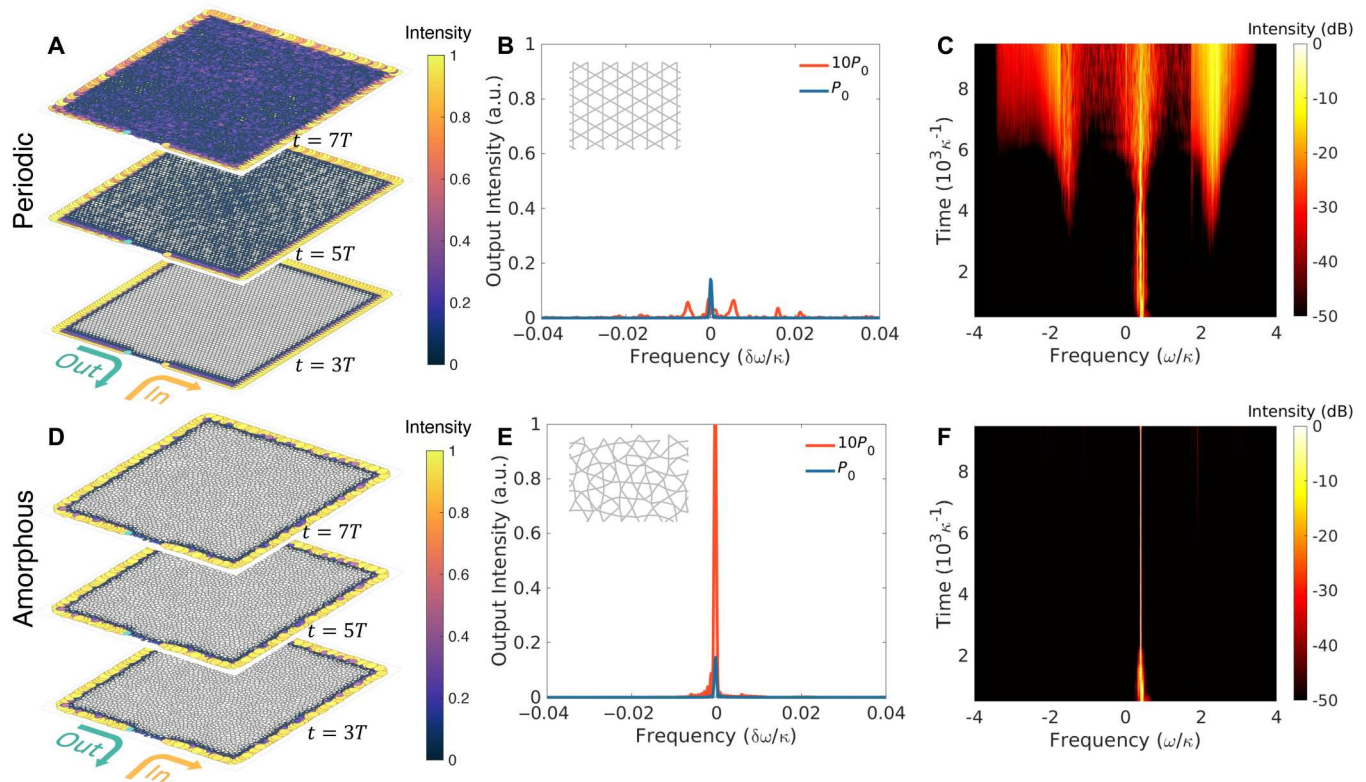 Periodic
A
Intensity
1
0.8
0.6
0.4
0.2
0
t = 7T
t = 5T
t = 3T
Out
In
B
10P0
P0
Output Intensity (a.u.)
1
0.8
0.6
0.4
0.2
0
-0.04
-0.02
0
0.02
0.04
Frequency (δω/κ)
C
Intensity (dB)
0
-10
-20
-30
-40
-50
Time (10³κ⁻¹)
8
6
4
2
-4
-2
0
2
4
Frequency (ω/κ)
Amorphous
D
Intensity
1
0.8
0.6
0.4
0.2
0
t = 7T
t = 5T
t = 3T
Out
In
E
10P0
P0
Output Intensity (a.u.)
1
0.8
0.6
0.4
0.2
0
-0.04
-0.02
0
0.02
0.04
Frequency (δω/κ)
F
Intensity (dB)
0
-10
-20
-30
-40
-50
Time (10³κ⁻¹)
8
6
4
2
-4
-2
0
2
4
Frequency (ω/κ)